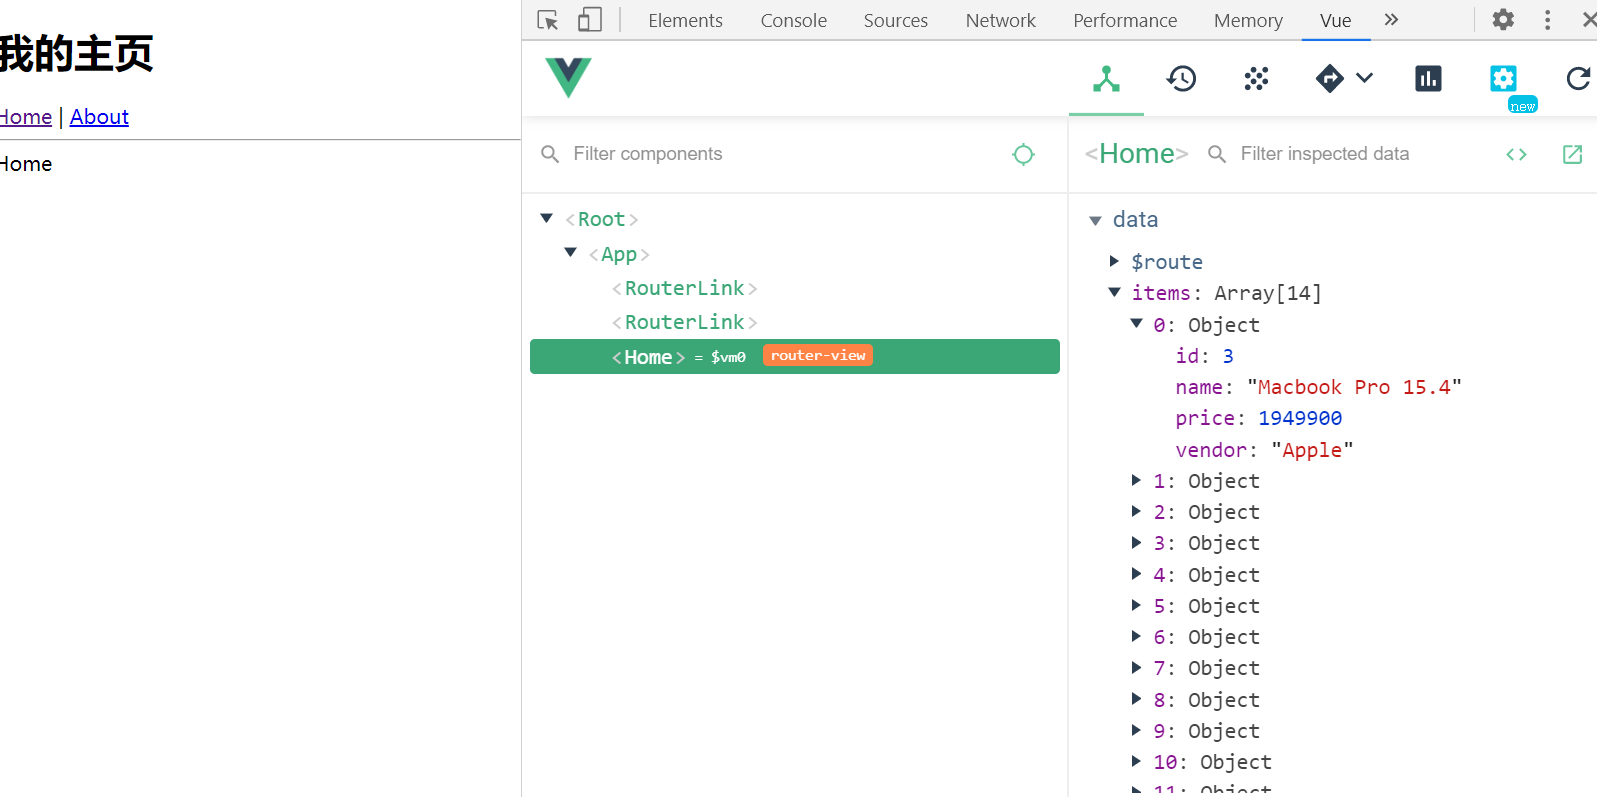 我的主页
Home | About
Home
Elements Console Sources Network Performance Memory Vue
new
Filter components
<Root>
<App>
<RouterLink>
<RouterLink>
<Home> = $vm0 router-view
<Home> Filter inspected data
data
$route
items: Array[14]
0: Object
id: 3
name: "Macbook Pro 15.4"
price: 1949900
vendor: "Apple"
1: Object
2: Object
3: Object
4: Object
5: Object
6: Object
7: Object
8: Object
9: Object
10: Object
11: Object